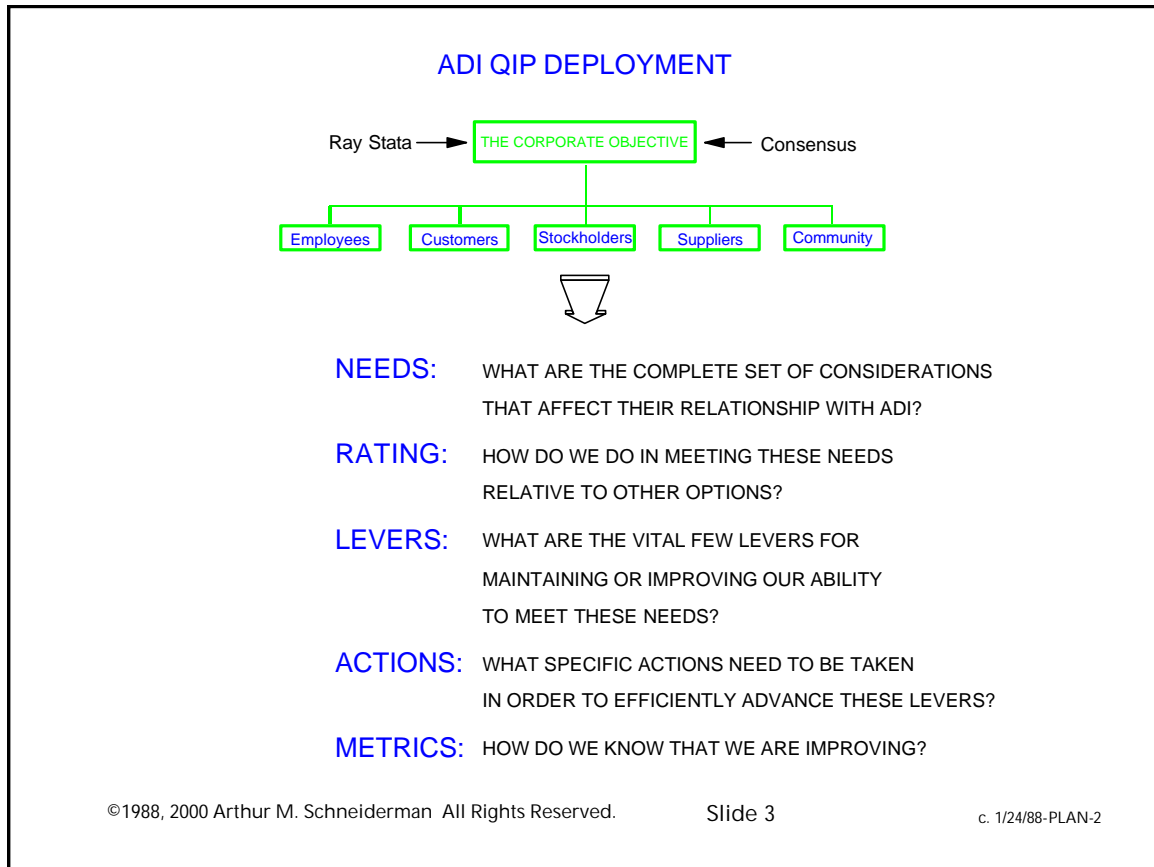 ADI QIP DEPLOYMENT
Ray Stata THE CORPORATE OBJECTIVE Consensus
Employees Customers Stockholders Suppliers Community
NEEDS: WHAT ARE THE COMPLETE SET OF CONSIDERATIONS
THAT AFFECT THEIR RELATIONSHIP WITH ADI?
RATING: HOW DO WE DO IN MEETING THESE NEEDS
RELATIVE TO OTHER OPTIONS?
LEVERS: WHAT ARE THE VITAL FEW LEVERS FOR
MAINTAINING OR IMPROVING OUR ABILITY
TO MEET THESE NEEDS?
ACTIONS: WHAT SPECIFIC ACTIONS NEED TO BE TAKEN
IN ORDER TO EFFICIENTLY ADVANCE THESE LEVERS?
METRICS: HOW DO WE KNOW THAT WE ARE IMPROVING?
©1988, 2000 Arthur M. Schneiderman All Rights Reserved. Slide 3 c. 1/24/88-PLAN-2